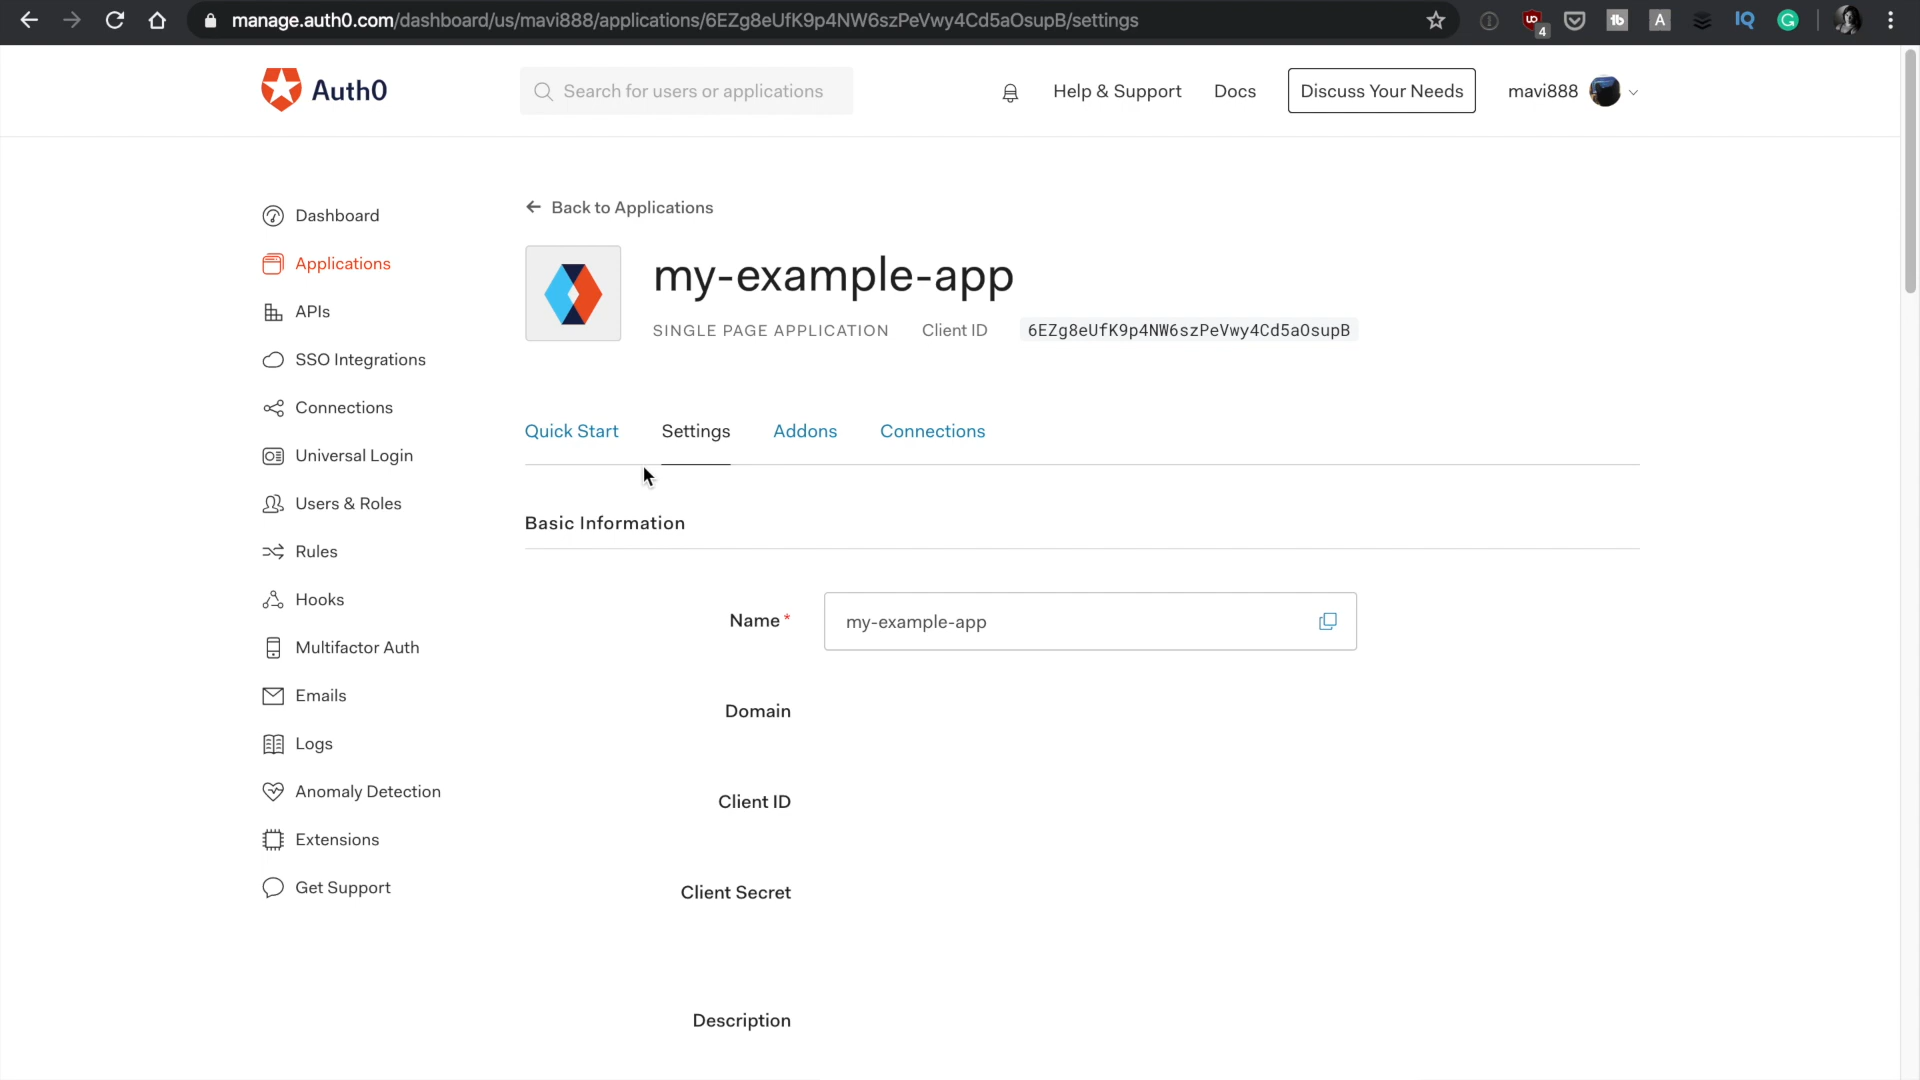 manage.auth0.com/dashboard/us/mavi888/applications/6EZg8eUfK9p4NW6szPeVwy4Cd5aOsupB/settings
4
tb
A
IQ
G
Auth0
Search for users or applications
Help & Support
Docs
Discuss Your Needs
mavi888
Dashboard
Applications
APIs
SSO Integrations
Connections
Universal Login
Users & Roles
Rules
Hooks
Multifactor Auth
Emails
Logs
Anomaly Detection
Extensions
Get Support
Back to Applications
my-example-app
SINGLE PAGE APPLICATION Client ID 6EZg8eUfK9p4NW6szPeVwy4Cd5aOsupB
Quick Start Settings Addons Connections
Basic Information
Name* my-example-app
Domain
Client ID
Client Secret
Description